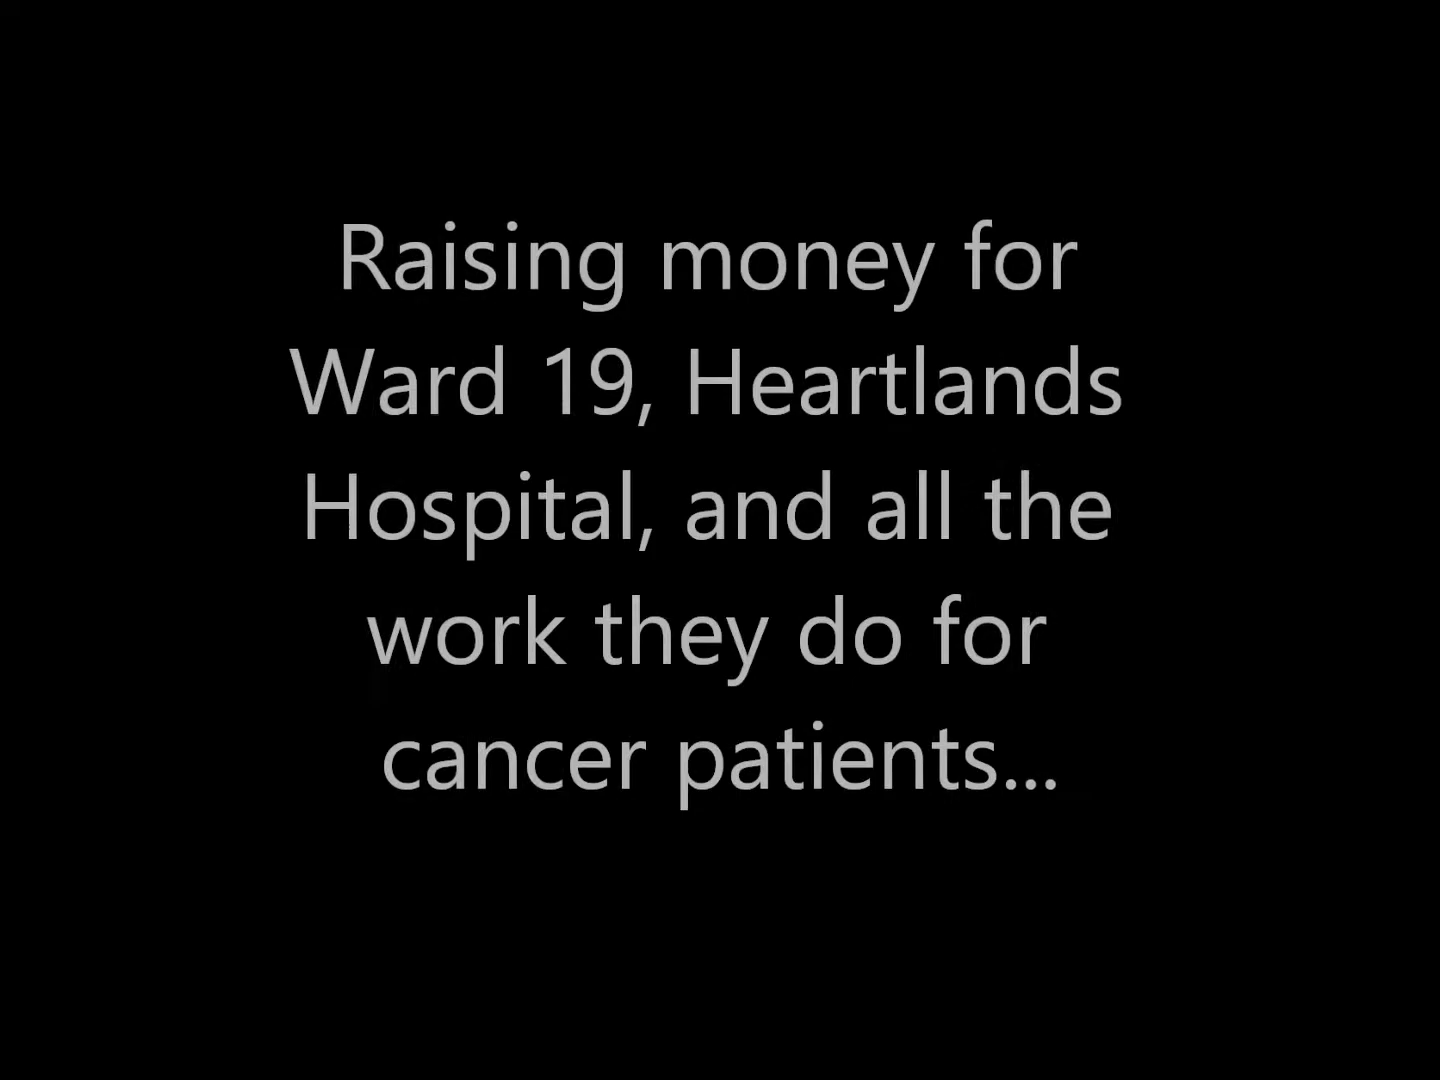 Raising money for
Ward 19, Heartlands
Hospital, and all the
work they do for
cancer patients...